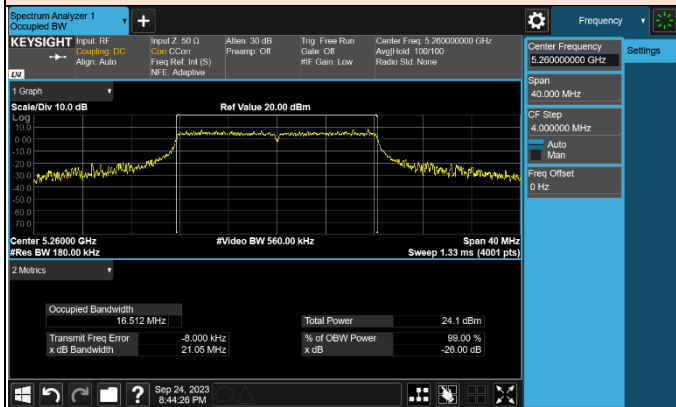 Spectrum Analyzer 1
Occupied BW
+
Frequency
KEYSIGHT
Input: RF
Coupling: DC
Align: Auto
Input Z: 50 Ω
Corr CCorr
Freq Ref: Int (S)
NFE: Adaptive
Atten: 30 dB
Preamp: Off
Trig: Free Run
Gate: Off
#IF Gain: Low
Center Freq: 5.260000000 GHz
Avg|Hold: 100/100
Radio Std: None
LXI
Center Frequency
5.260000000 GHz
Settings
Span
40.000 MHz
CF Step
4.000000 MHz
Auto
Man
Freq Offset
0 Hz
1 Graph
Scale/Div 10.0 dB
Ref Value 20.00 dBm
Log
10.0
0.00
-10.0
-20.0
-30.0
-40.0
-50.0
-60.0
-70.0
Center 5.26000 GHz
#Video BW 560.00 kHz
Span 40 MHz
#Res BW 180.00 kHz
Sweep 1.33 ms (4001 pts)
2 Metrics
Occupied Bandwidth
16.512 MHz
Total Power 24.1 dBm
Transmit Freq Error -8.000 kHz
% of OBW Power 99.00 %
x dB Bandwidth 21.05 MHz
x dB -26.00 dB
?
Sep 24, 2023
8:44:26 PM